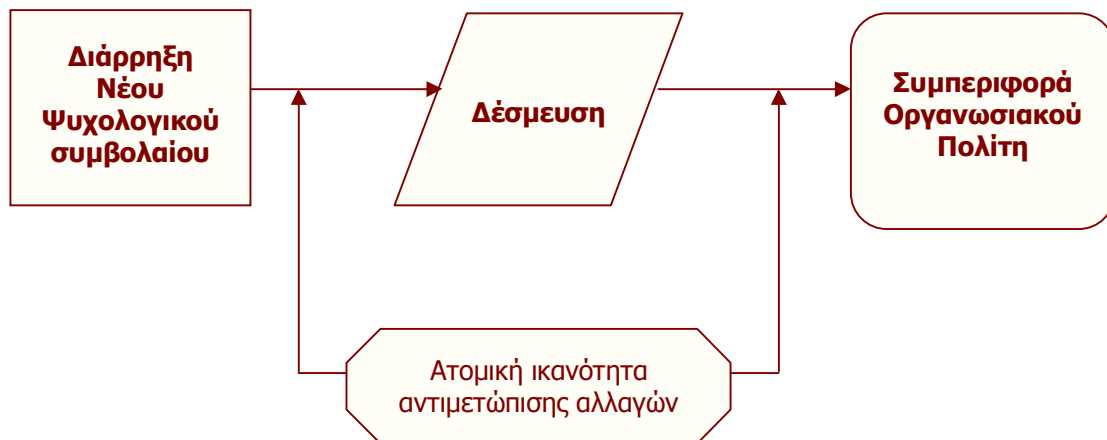 Διάρρηξη
Νέου
Ψυχολογικού
συμβολαίου
Δέσμευση
Συμπεριφορά
Οργανωσιακού
Πολίτη
Ατομική ικανότητα
αντιμετώπισης αλλαγών